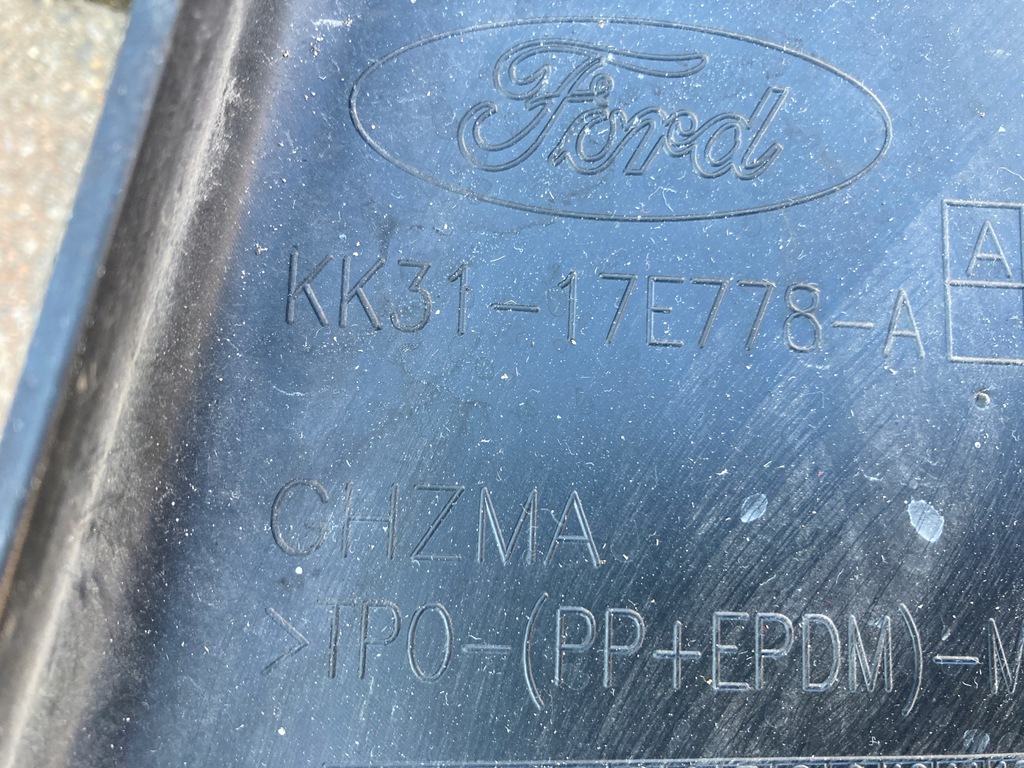 Ford
KK31-17E778-A
A
GHZMA
>TPO-(PP+EPDM)-M